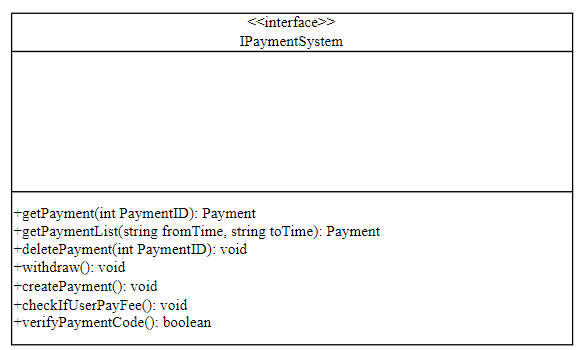 <<interface>>
IPaymentSystem
+getPayment(int PaymentID): Payment
+getPaymentList(string fromTime, string toTime): Payment
+deletePayment(int PaymentID): void
+withdraw(): void
+createPayment(): void
+checkIfUserPayFee(): void
+verifyPaymentCode(): boolean